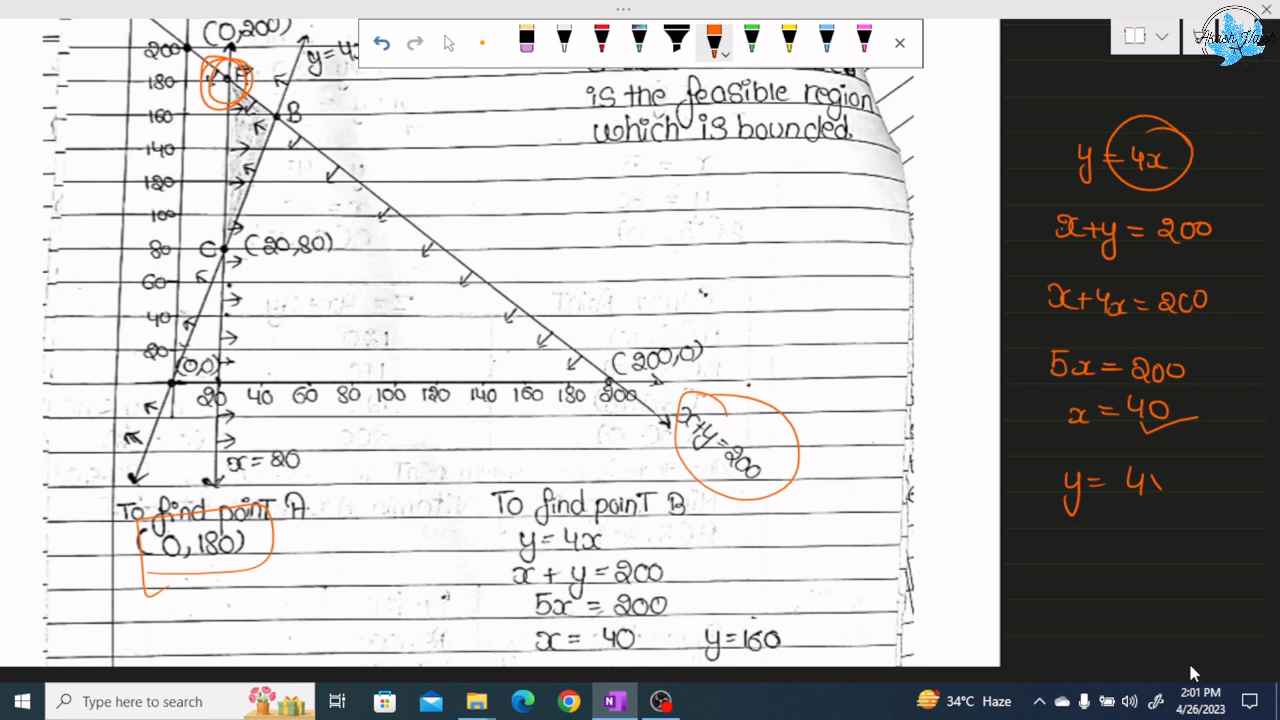 (0,200)
y=4x
is the feasible region
which is bounded
200
180
160
140
120
100
80
60
40
20
B
C (20,80)
(0,0)
(200,0)
20 40 60 80 100 120 140 160 180 200
x+y=200
x=20
To find point A
(0,180)
To find point B
y=4x
x+y=200
5x=200
x= 40 y=160
y=4x
x+y=200
x+4x=200
5x=200
x=40
y= 4
Type here to search
34°C Haze
2:01 PM
4/26/2023